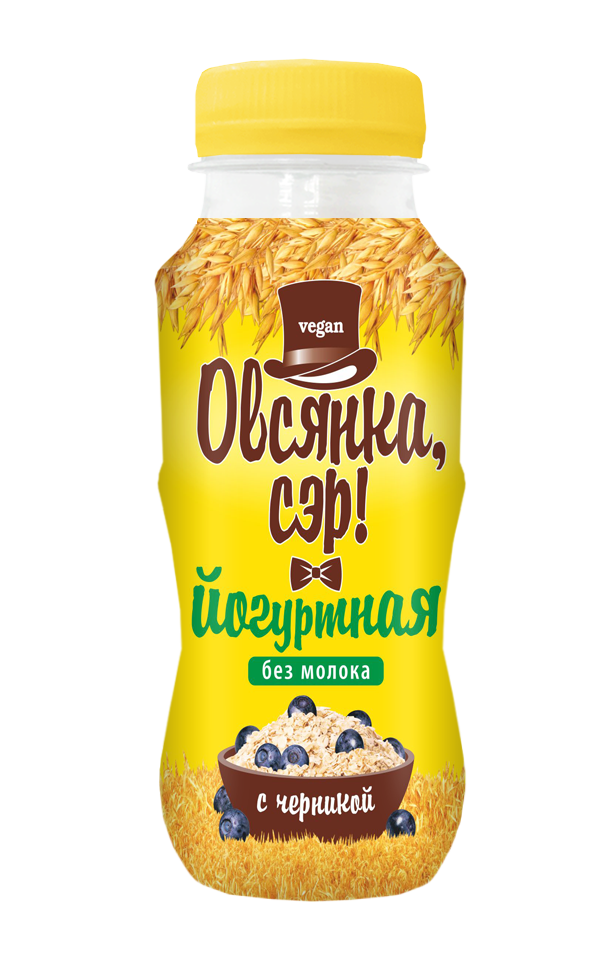 vegan
Овсянка,
сэр!
йогуртная
без молока
с черникой